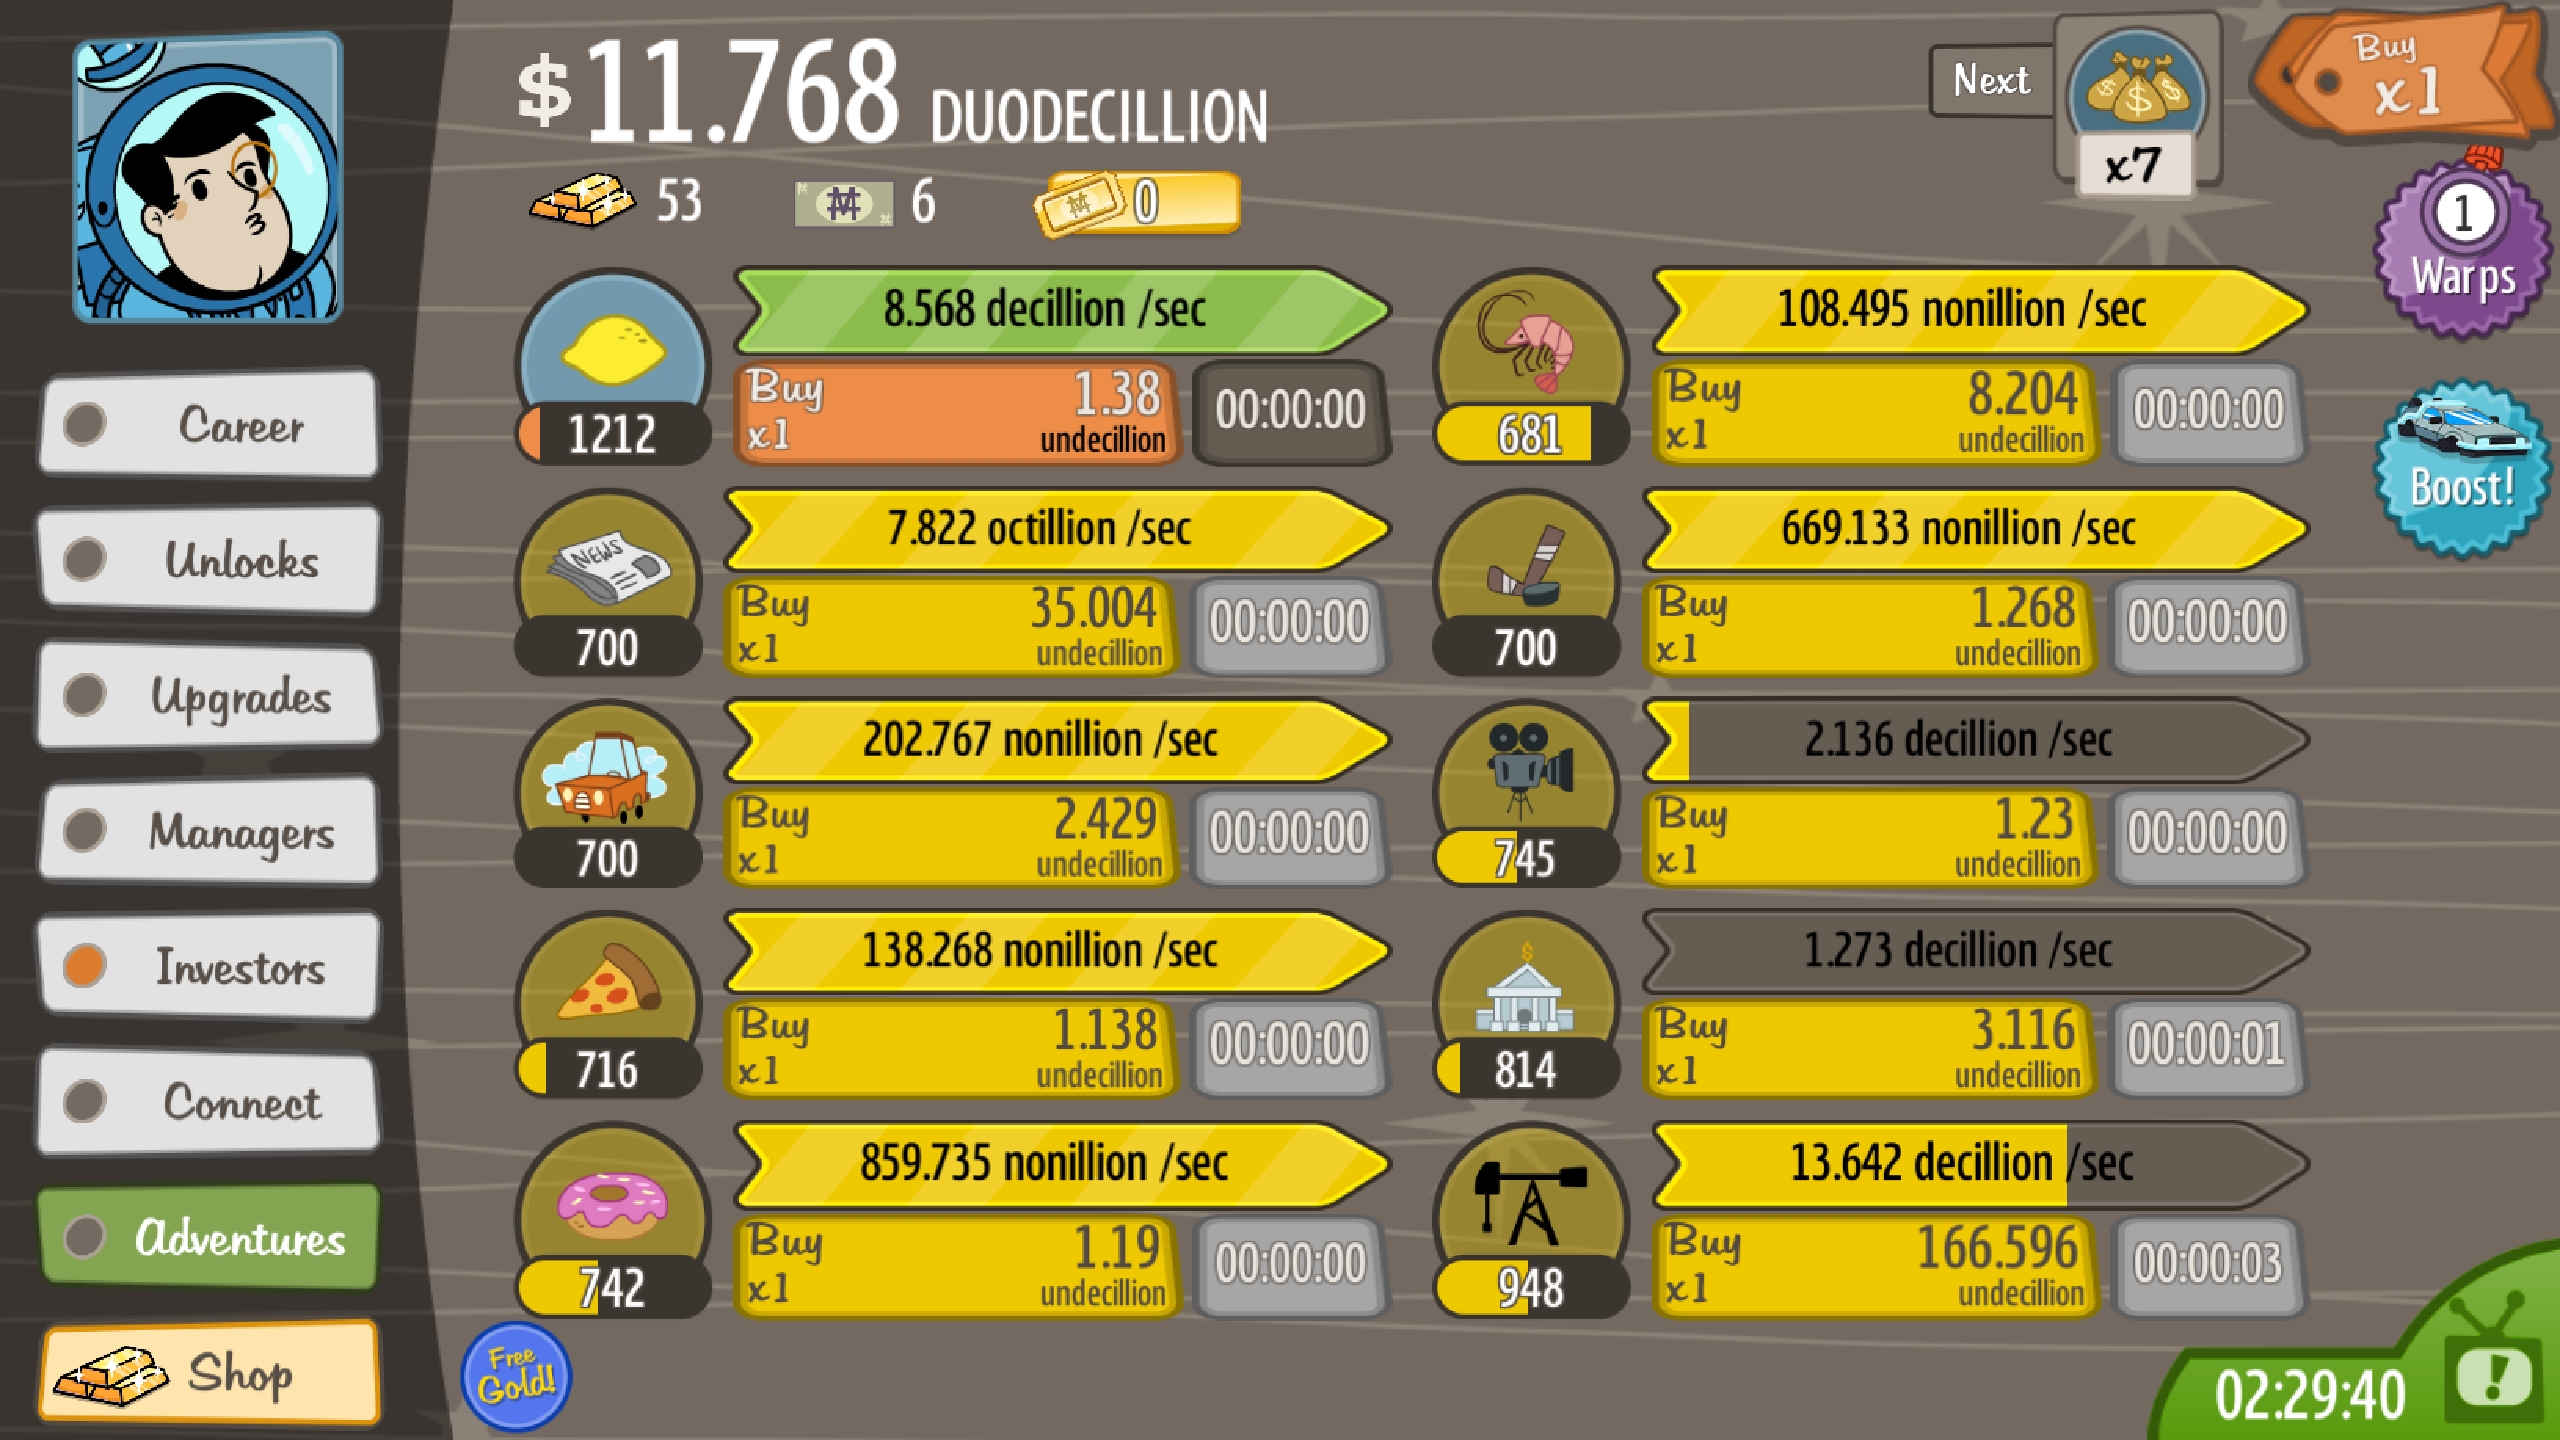 $11.768 DUODECILLION
53
6
0
Next
x7
Buy
x1
1
Warps
Boost!
Career
Unlocks
Upgrades
Managers
Investors
Connect
Adventures
Shop
8.568 decillion /sec
1212
Buy
x1
1.38
undecillion
00:00:00
NEWS
7.822 octillion /sec
700
Buy
x1
35.004
undecillion
00:00:00
202.767 nonillion /sec
700
Buy
x1
2.429
undecillion
00:00:00
138.268 nonillion /sec
716
Buy
x1
1.138
undecillion
00:00:00
859.735 nonillion /sec
742
Buy
x1
1.19
undecillion
00:00:00
108.495 nonillion /sec
681
Buy
x1
8.204
undecillion
00:00:00
669.133 nonillion /sec
700
Buy
x1
1.268
undecillion
00:00:00
2.136 decillion /sec
745
Buy
x1
1.23
undecillion
00:00:00
1.273 decillion /sec
814
Buy
x1
3.116
undecillion
00:00:01
13.642 decillion /sec
948
Buy
x1
166.596
undecillion
00:00:03
Free
Gold!
02:29:40